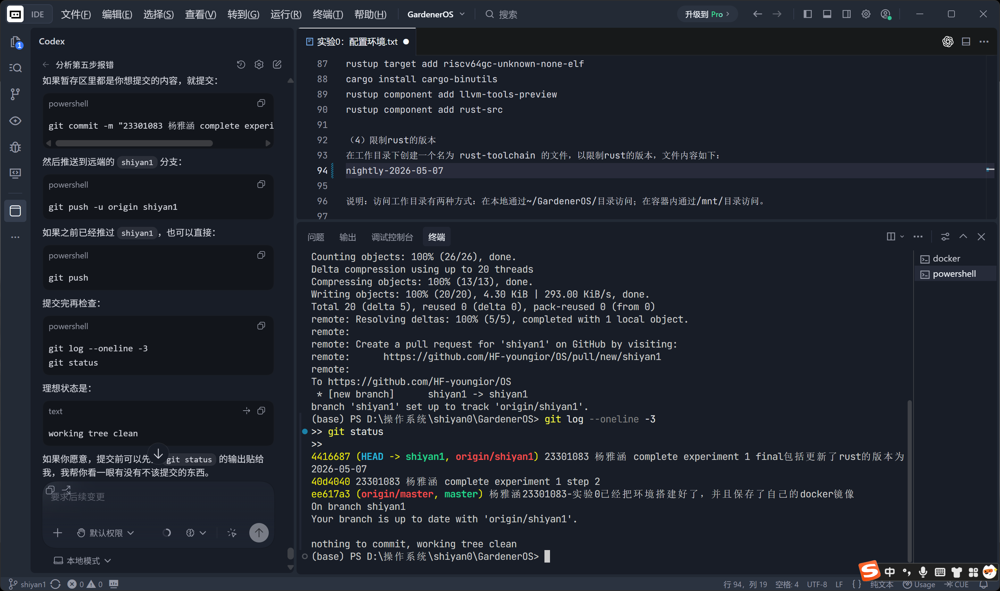 IDE 文件(F) 编辑(E) 选择(S) 查看(V) 转到(G) 运行(R) 终端(T) 帮助(H) GardenerOS 搜索 升级到 Pro
1
Codex
分析第五步报错
如果暂存区里都是你想提交的内容，就提交：
powershell
git commit -m "23301083 杨雅涵 complete experi
然后推送到远端的 shiyan1 分支：
powershell
git push -u origin shiyan1
如果之前已经推过 shiyan1，也可以直接：
powershell
git push
提交完再检查：
powershell
git log --oneline -3
git status
理想状态是：
text
working tree clean
如果你愿意，提交前可以先 git status 的输出贴给
我，我帮你看一眼有没有不该提交的东西。
要求后续变更
默认权限
本地模式
实验0：配置环境.txt
87 rustup target add riscv64gc-unknown-none-elf
88 cargo install cargo-binutils
89 rustup component add llvm-tools-preview
90 rustup component add rust-src
91
92 （4）限制rust的版本
93 在工作目录下创建一个名为 rust-toolchain 的文件，以限制rust的版本，文件内容如下：
94 nightly-2026-05-07
95
96 说明：访问工作目录有两种方式：在本地通过~/GardenerOS/目录访问；在容器内通过/mnt/目录访问。
97
问题 输出 调试控制台 终端
Counting objects: 100% (26/26), done.
Delta compression using up to 20 threads
Compressing objects: 100% (13/13), done.
Writing objects: 100% (20/20), 4.30 KiB | 293.00 KiB/s, done.
Total 20 (delta 5), reused 0 (delta 0), pack-reused 0 (from 0)
remote: Resolving deltas: 100% (5/5), completed with 1 local object.
remote:
remote: Create a pull request for 'shiyan1' on GitHub by visiting:
remote:      https://github.com/HF-youngior/OS/pull/new/shiyan1
remote:
To https://github.com/HF-youngior/OS
 * [new branch]      shiyan1 -> shiyan1
branch 'shiyan1' set up to track 'origin/shiyan1'.
(base) PS D:\操作系统\shiyan0\GardenerOS> git log --oneline -3
>> git status
>>
4416687 (HEAD -> shiyan1, origin/shiyan1) 23301083 杨雅涵 complete experiment 1 final包括更新了rust的版本为
2026-05-07
40d4040 23301083 杨雅涵 complete experiment 1 step 2
ee617a3 (origin/master, master) 杨雅涵23301083-实验0已经把环境搭建好了，并且保存了自己的docker镜像
On branch shiyan1
Your branch is up to date with 'origin/shiyan1'.
nothing to commit, working tree clean
(base) PS D:\操作系统\shiyan0\GardenerOS>
docker
powershell
S 中
shiyan1 0 0 行 94，列 19 空格: 4 UTF-8 LF { } 纯文本 Usage CUE